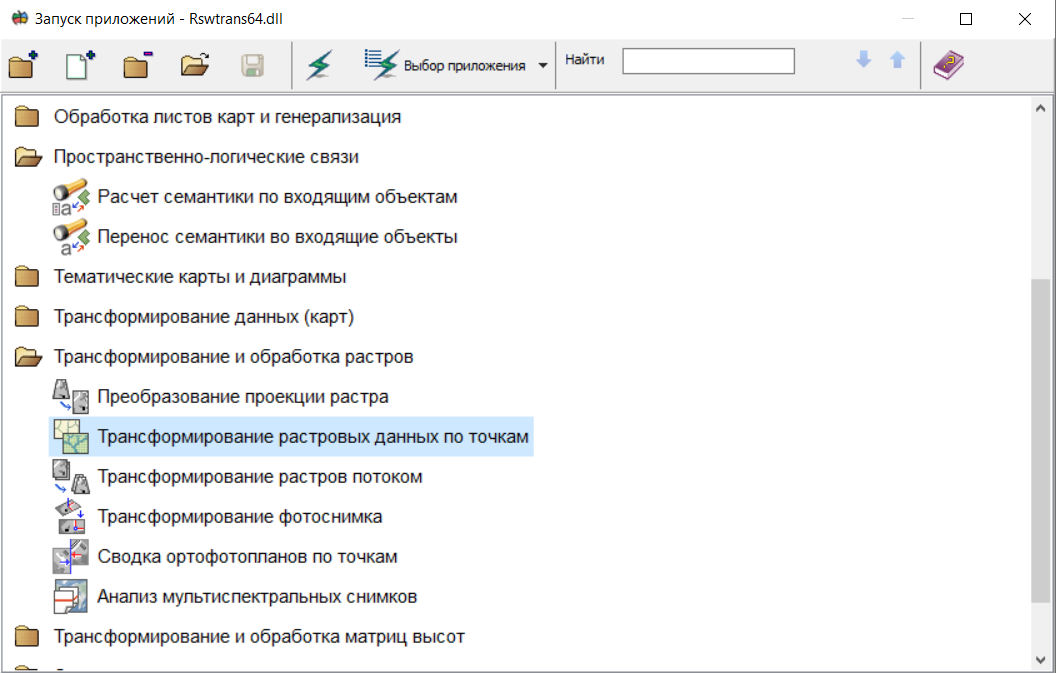 Запуск приложений - Rswtrans64.dll
Выбор приложения
Найти
Обработка листов карт и генерализация
Пространственно-логические связи
Расчет семантики по входящим объектам
Перенос семантики во входящие объекты
Тематические карты и диаграммы
Трансформирование данных (карт)
Трансформирование и обработка растров
Преобразование проекции растра
Трансформирование растровых данных по точкам
Трансформирование растров потоком
Трансформирование фотоснимка
Сводка ортофотопланов по точкам
Анализ мультиспектральных снимков
Трансформирование и обработка матриц высот